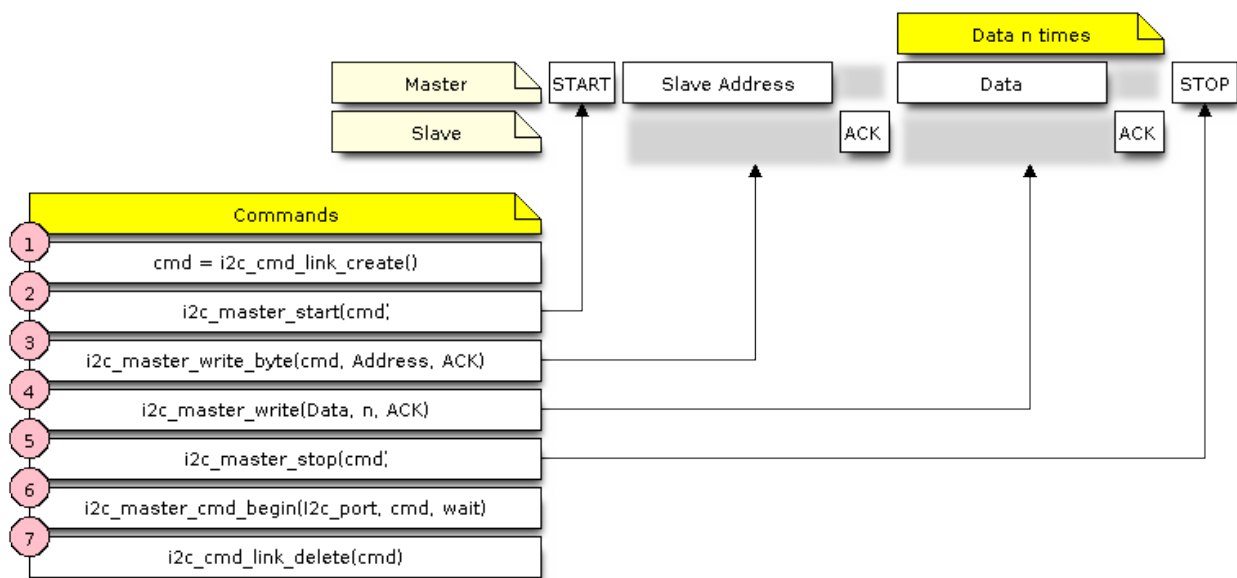 Data n times
Master START Slave Address Data STOP
Slave ACK ACK
Commands
1
cmd = i2c_cmd_link_create()
2
i2c_master_start(cmd)
3
i2c_master_write_byte(cmd, Address, ACK)
4
i2c_master_write(Data, n, ACK)
5
i2c_master_stop(cmd)
6
i2c_master_cmd_begin(I2c_port, cmd, wait)
7
i2c_cmd_link_delete(cmd)